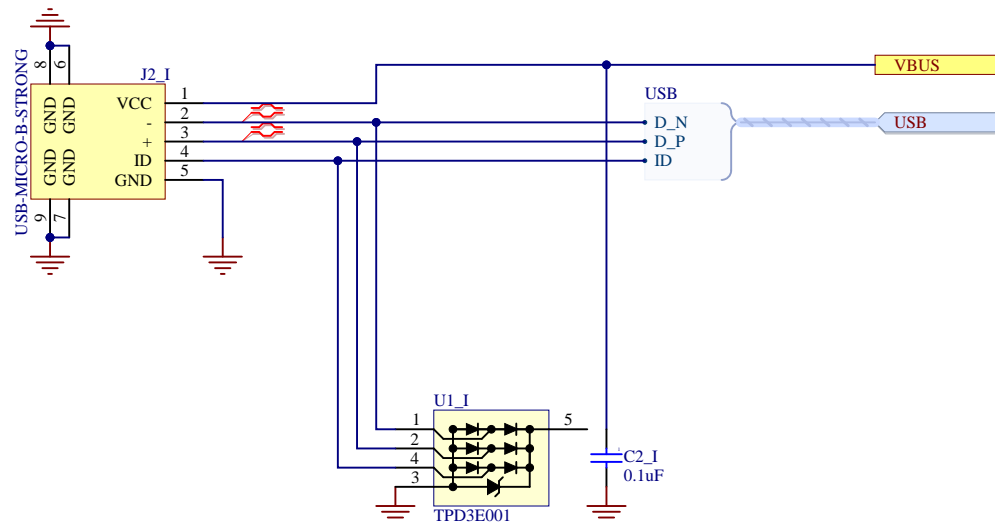 USB-MICRO-B-STRONG
8
6
J2_I
GND
GND
GND
GND
9
7
VCC
1
-
2
+
3
ID
4
GND
5
VBUS
USB
D_N
D_P
ID
USB
U1_I
1
2
4
3
5
TPD3E001
C2_I
0.1uF